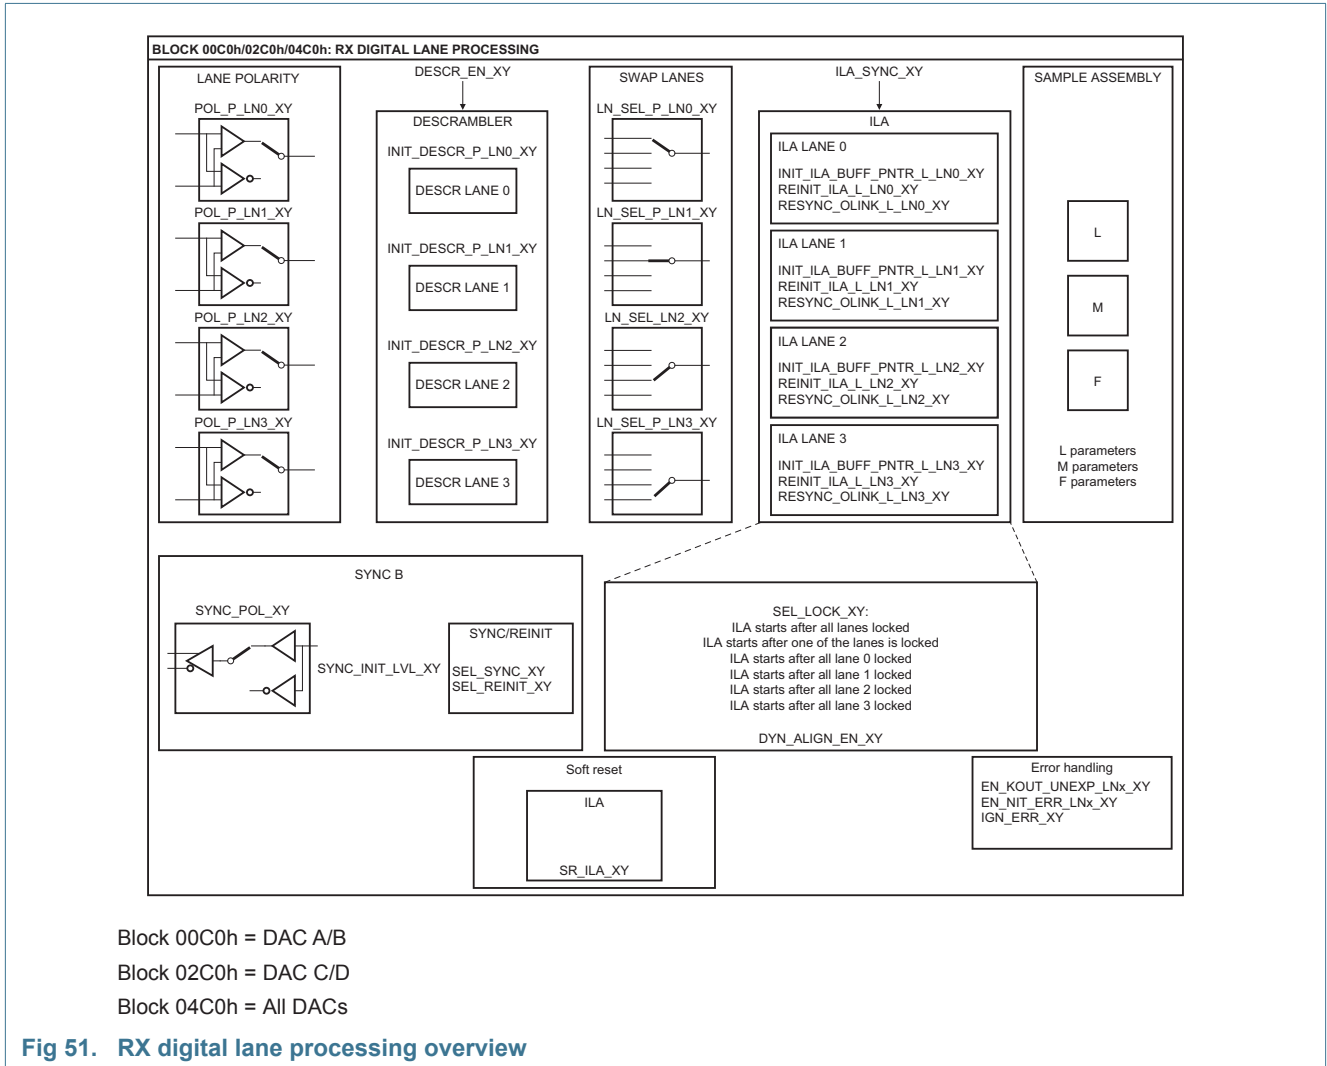 BLOCK 00C0h/02C0h/04C0h: RX DIGITAL LANE PROCESSING
LANE POLARITY
POL_P_LN0_XY
POL_P_LN1_XY
POL_P_LN2_XY
POL_P_LN3_XY
DESCR_EN_XY
DESCRAMBLER
INIT_DESCR_P_LN0_XY
DESCR LANE 0
INIT_DESCR_P_LN1_XY
DESCR LANE 1
INIT_DESCR_P_LN2_XY
DESCR LANE 2
INIT_DESCR_P_LN3_XY
DESCR LANE 3
SWAP LANES
LN_SEL_P_LN0_XY
LN_SEL_P_LN1_XY
LN_SEL_LN2_XY
LN_SEL_P_LN3_XY
ILA_SYNC_XY
ILA
ILA LANE 0
INIT_ILA_BUFF_PNTR_L_LN0_XY
REINIT_ILA_L_LN0_XY
RESYNC_OLINK_L_LN0_XY
ILA LANE 1
INIT_ILA_BUFF_PNTR_L_LN1_XY
REINIT_ILA_L_LN1_XY
RESYNC_OLINK_L_LN1_XY
ILA LANE 2
INIT_ILA_BUFF_PNTR_L_LN2_XY
REINIT_ILA_L_LN2_XY
RESYNC_OLINK_L_LN2_XY
ILA LANE 3
INIT_ILA_BUFF_PNTR_L_LN3_XY
REINIT_ILA_L_LN3_XY
RESYNC_OLINK_L_LN3_XY
SAMPLE ASSEMBLY
L
M
F
L parameters
M parameters
F parameters
SYNC B
SYNC_POL_XY
SYNC_INIT_LVL_XY
SYNC/REINIT
SEL_SYNC_XY
SEL_REINIT_XY
SEL_LOCK_XY:
ILA starts after all lanes locked
ILA starts after one of the lanes is locked
ILA starts after all lane 0 locked
ILA starts after all lane 1 locked
ILA starts after all lane 2 locked
ILA starts after all lane 3 locked
DYN_ALIGN_EN_XY
Soft reset
ILA
SR_ILA_XY
Error handling
EN_KOUT_UNEXP_LNx_XY
EN_NIT_ERR_LNx_XY
IGN_ERR_XY
Block 00C0h = DAC A/B
Block 02C0h = DAC C/D
Block 04C0h = All DACs
Fig 51. RX digital lane processing overview